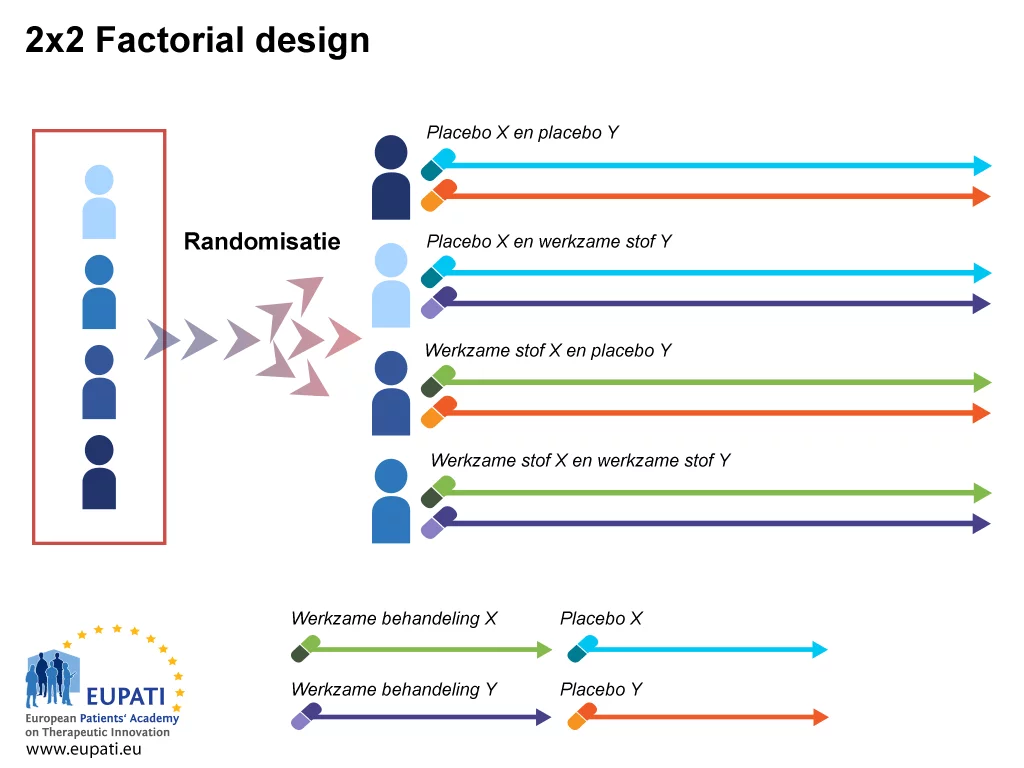 2x2 Factorial design
Placebo X en placebo Y
Randomisatie
Placebo X en werkzame stof Y
Werkzame stof X en placebo Y
Werkzame stof X en werkzame stof Y
Werkzame behandeling X
Placebo X
Werkzame behandeling Y
Placebo Y
EUPATI
European Patients' Academy
on Therapeutic Innovation
www.eupati.eu